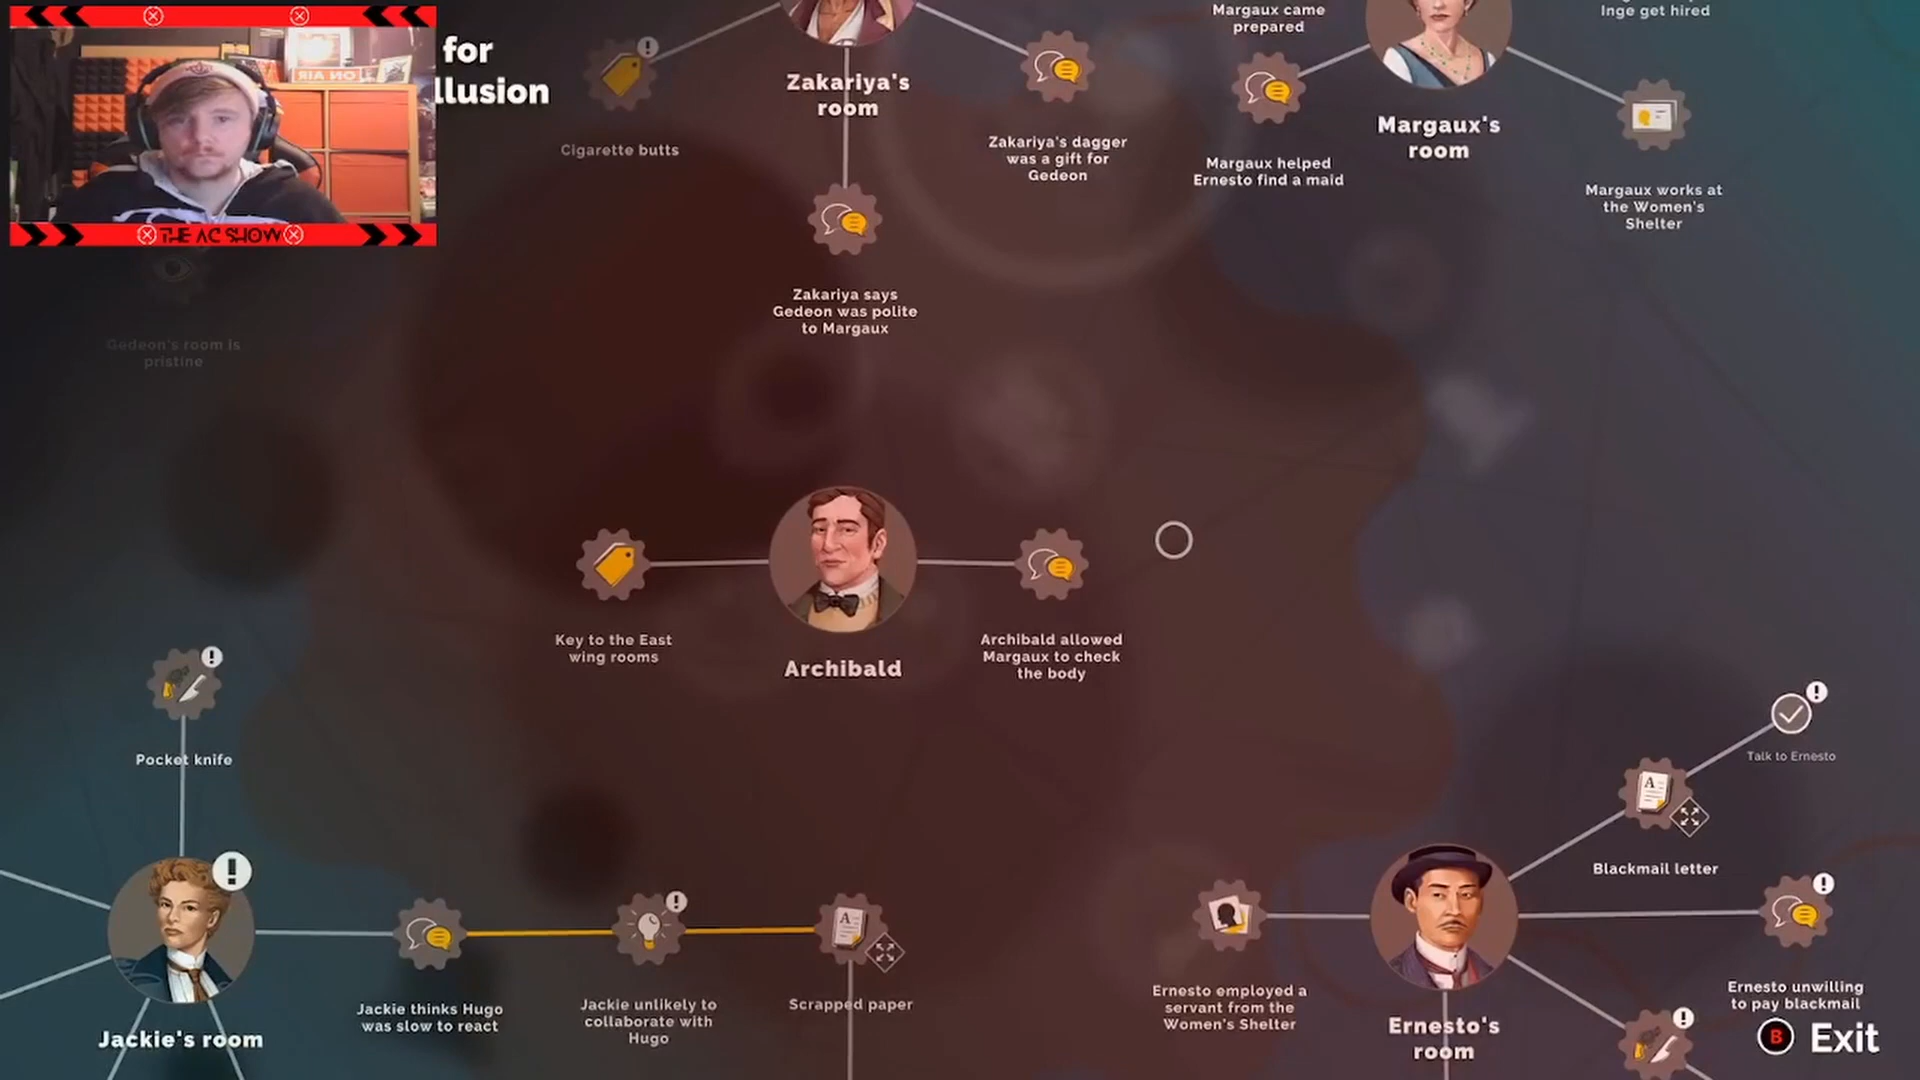 for
llusion
ON AIR
THE AC SHOW
Cigarette butts
Zakariya's
room
Zakariya's dagger
was a gift for
Gedeon
Margaux came
prepared
Margaux helped
Ernesto find a maid
Margaux's
room
Inge get hired
Margaux works at
the Women's
Shelter
Zakariya says
Gedeon was polite
to Margaux
Gedeon's room is
pristine
Key to the East
wing rooms
Archibald
Archibald allowed
Margaux to check
the body
Pocket knife
Talk to Ernesto
Blackmail letter
Jackie's room
Jackie thinks Hugo
was slow to react
Jackie unlikely to
collaborate with
Hugo
Scrapped paper
Ernesto employed a
servant from the
Women's Shelter
Ernesto's
room
Ernesto unwilling
to pay blackmail
B Exit